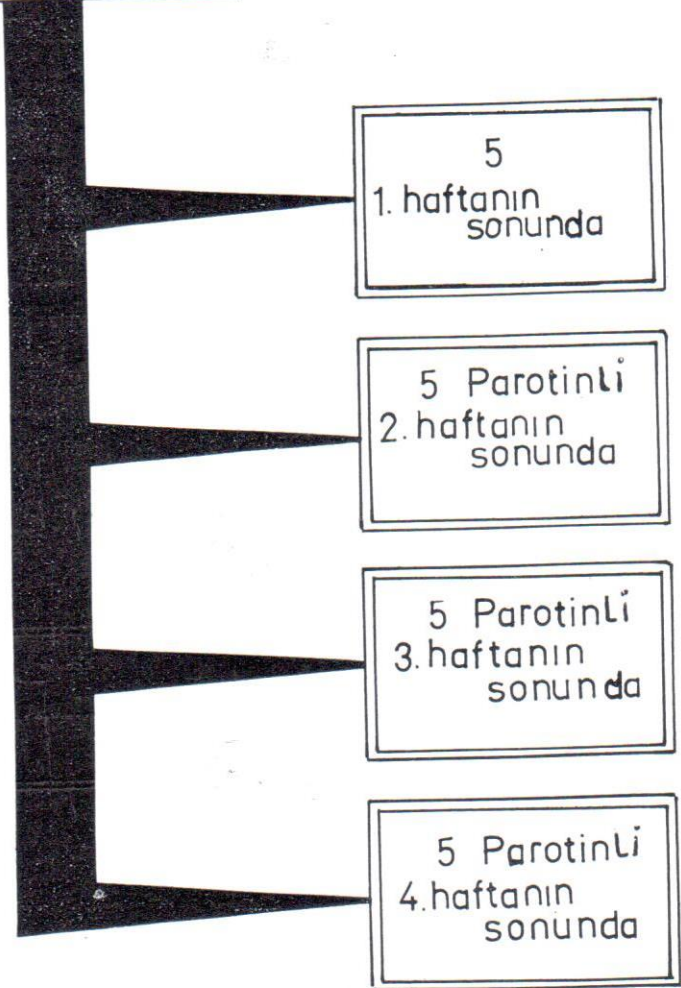 5
1. haftanın
sonunda
5 Parotinli
2. haftanın
sonunda
5 Parotinli
3. haftanın
sonunda
5 Parotinli
4. haftanın
sonunda